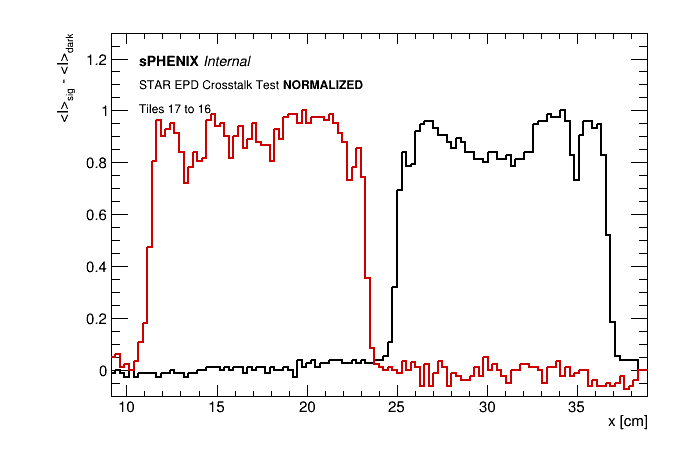 <I>sig - <I>dark
sPHENIX Internal
STAR EPD Crosstalk Test NORMALIZED
Tiles 17 to 16
1.2
1
0.8
0.6
0.4
0.2
0
10 15 20 25 30 35
x [cm]